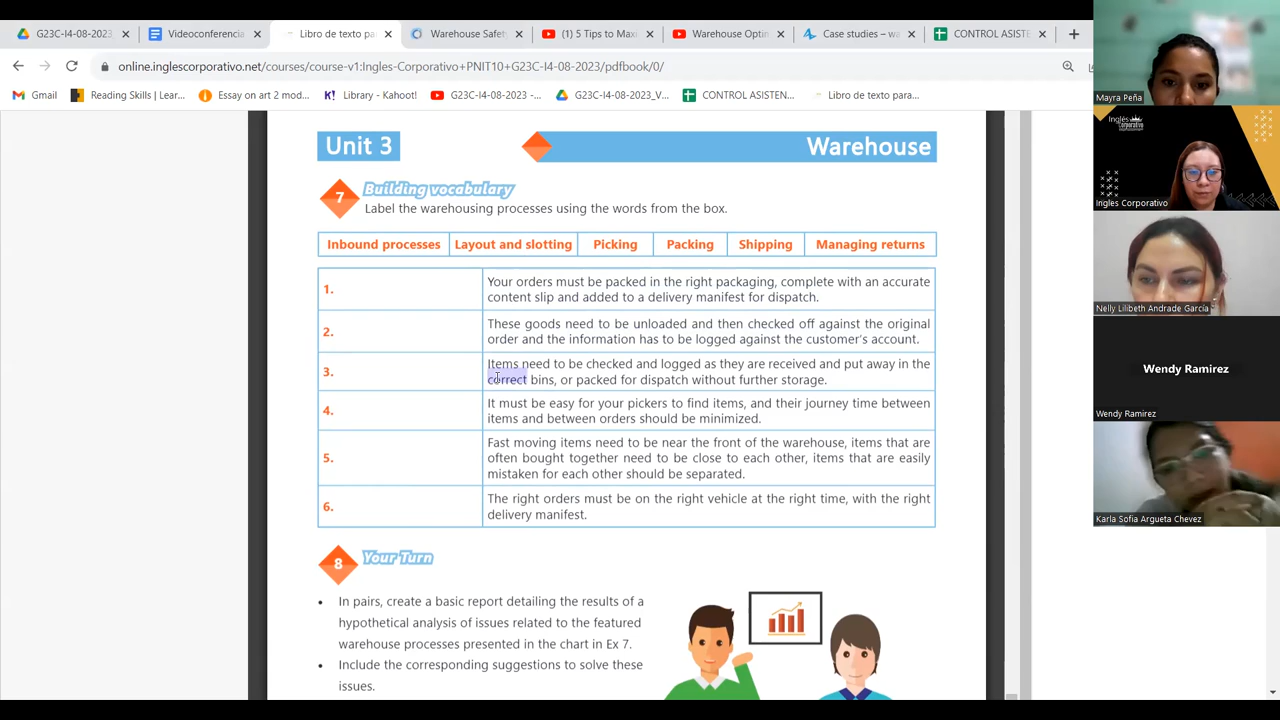 G23C-I4-08-2023_
Videoconferencia
Libro de texto pa
Warehouse Safet
(1) 5 Tips to Max
Warehouse Optin
Case studies – wa
CONTROL ASISTE
online.inglescorporativo.net/courses/course-v1:Ingles-Corporativo+PNIT10+G23C-I4-08-2023/pdfbook/0/
Gmail
Reading Skills | Lear...
Essay on art 2 mod...
Library - Kahoot!
G23C-I4-08-2023 -...
G23C-I4-08-2023_V...
CONTROL ASISTEN...
Libro de texto para...
Unit 3
Warehouse
7
Building vocabulary
Label the warehousing processes using the words from the box.
Inbound processes
Layout and slotting
Picking
Packing
Shipping
Managing returns
1.
Your orders must be packed in the right packaging, complete with an accurate
content slip and added to a delivery manifest for dispatch.
2.
These goods need to be unloaded and then checked off against the original
order and the information has to be logged against the customer's account.
3.
Items need to be checked and logged as they are received and put away in the
correct bins, or packed for dispatch without further storage.
4.
It must be easy for your pickers to find items, and their journey time between
items and between orders should be minimized.
5.
Fast moving items need to be near the front of the warehouse, items that are
often bought together need to be close to each other, items that are easily
mistaken for each other should be separated.
6.
The right orders must be on the right vehicle at the right time, with the right
delivery manifest.
8
Your Turn
• In pairs, create a basic report detailing the results of a
hypothetical analysis of issues related to the featured
warehouse processes presented in the chart in Ex 7.
• Include the corresponding suggestions to solve these
issues.
Mayra Peña
Inglés
Corporativo
Ingles Corporativo
Nelly Lilibeth Andrade García
Wendy Ramirez
Wendy Ramirez
Karla Sofia Argueta Chevez